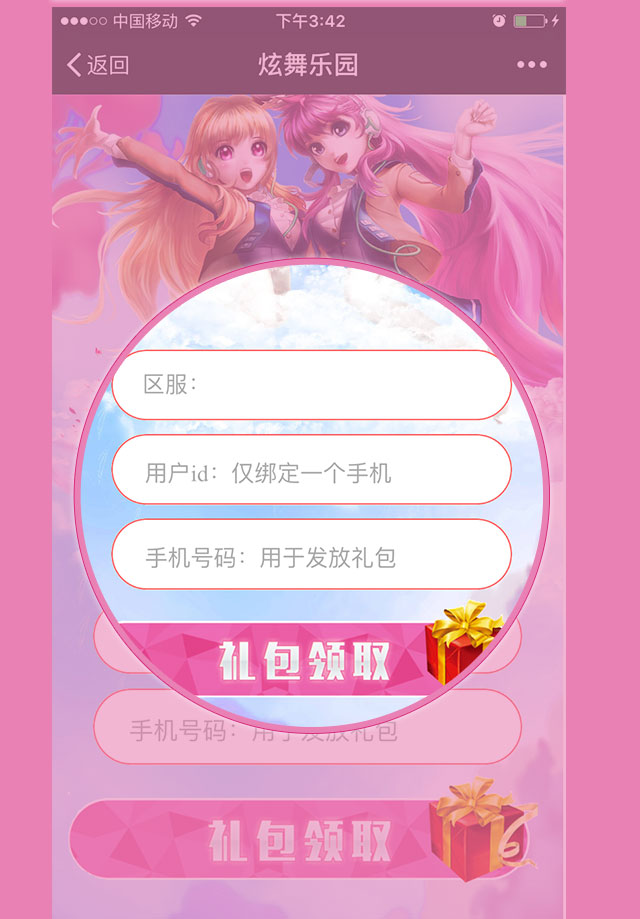 中国移动 下午3:42
返回 炫舞乐园
区服：
用户id：仅绑定一个手机
手机号码：用于发放礼包
礼包领取
手机号码：用于发放礼包
礼包领取
6